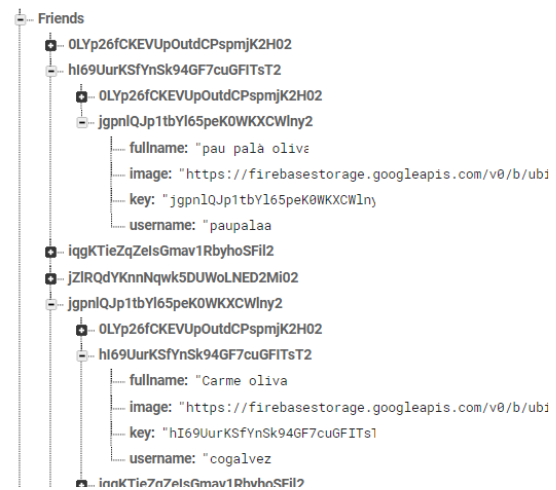 Friends
0LYp26fCKEVUpOutdCPspmjK2H02
hI69UurKSfYnSk94GF7cuGFITsT2
0LYp26fCKEVUpOutdCPspmjK2H02
jgpnlQJp1tbYl65peK0WKXCWlny2
fullname: "pau palà oliva
image: "https://firebasestorage.googleapis.com/v0/b/ubi
key: "jgpnlQJp1tbYl65peK0WKXCWlny
username: "paupalaa
iqgKTieZqZelsGmav1RbyhoSFil2
jZlRQdYKnnNqwk5DUWoLNED2Mi02
jgpnlQJp1tbYl65peK0WKXCWlny2
0LYp26fCKEVUpOutdCPspmjK2H02
hI69UurKSfYnSk94GF7cuGFITsT2
fullname: "Carme oliva
image: "https://firebasestorage.googleapis.com/v0/b/ubi
key: "hI69UurKSfYnSk94GF7cuGFITsT
username: "cogalvez
iqgKTieZqZelsGmav1RbyhoSFil2